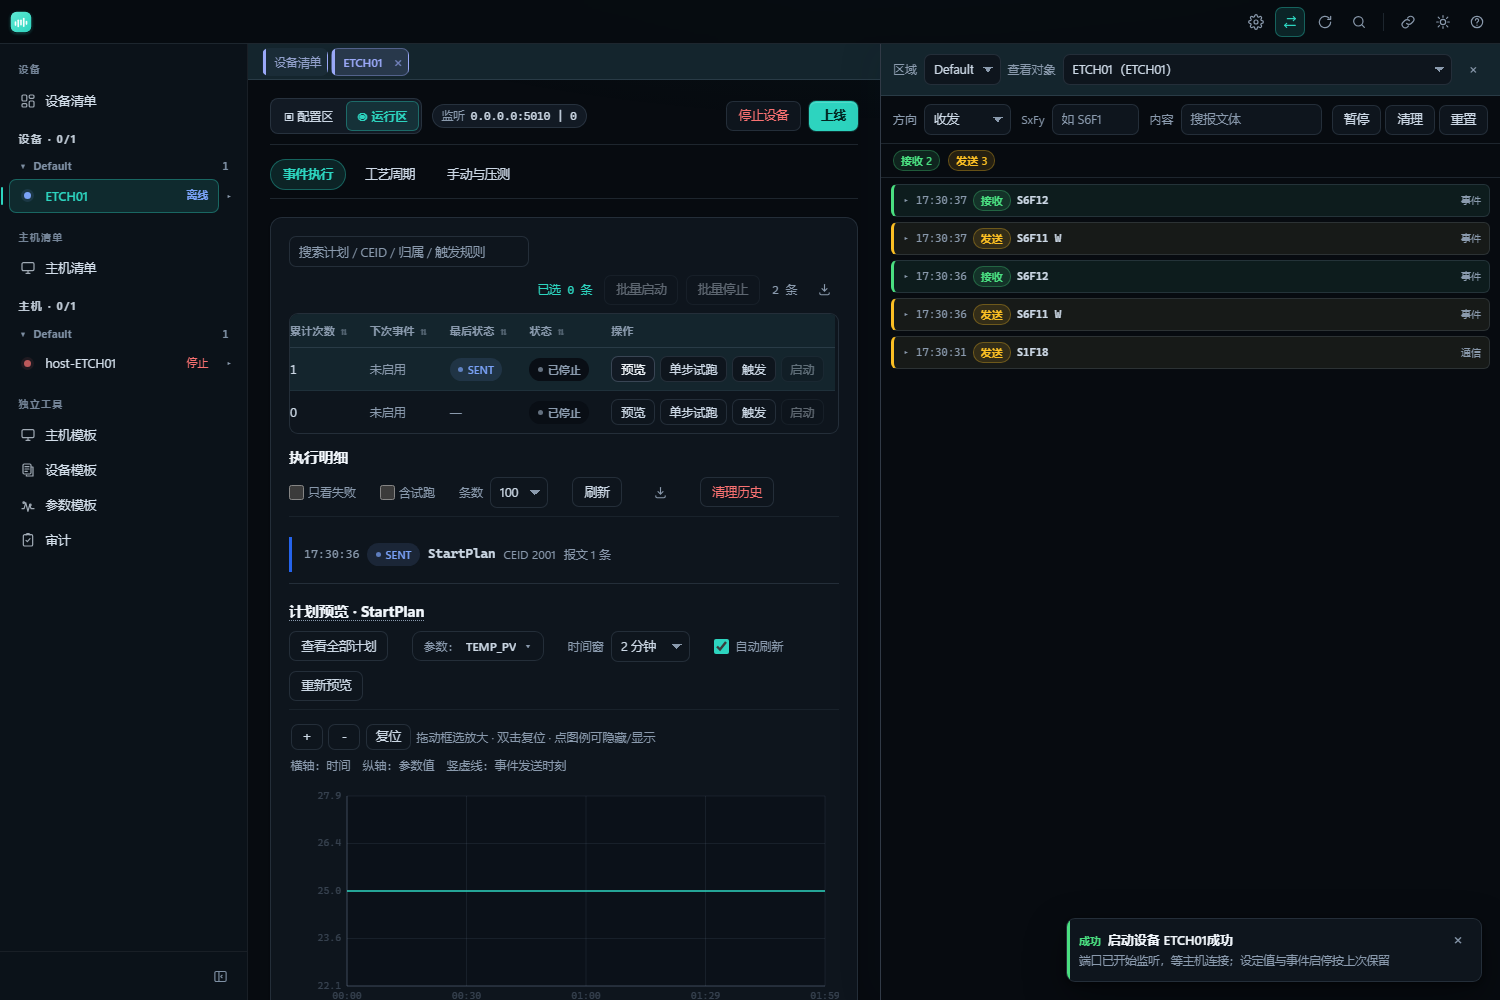 设备
设备清单
设备 · 0/1
Default 1
ETCH01 离线
主机清单
主机清单
主机 · 0/1
Default 1
host-ETCH01 停止
独立工具
主机模板
设备模板
参数模板
审计
设备清单 ETCH01 ×
配置区 运行区 监听 0.0.0.0:5010 | 0 停止设备 上线
事件执行 工艺周期 手动与压测
搜索计划 / CEID / 归属 / 触发规则
已选 0 条 批量启动 批量停止 2 条
累计次数 下次事件 最后状态 状态 操作
1 未启用 SENT 已停止 预览 单步试跑 触发 启动
0 未启用 — 已停止 预览 单步试跑 触发 启动
执行明细
只看失败 含试跑 条数 100 刷新 清理历史
17:30:36 SENT StartPlan CEID 2001 报文 1 条
计划预览 · StartPlan
查看全部计划 参数: TEMP_PV 时间窗 2 分钟 自动刷新
重新预览
+ - 复位 拖动框选放大 · 双击复位 · 点图例可隐藏/显示
横轴: 时间 纵轴: 参数值 竖虚线: 事件发送时刻
27.9
26.4
25.0
23.6
22.1
00:00 00:30 01:00 01:29 01:59
区域 Default 查看对象 ETCH01 (ETCH01) ×
方向 收发 SxFy 如 S6F1 内容 搜报文体 暂停 清理 重置
接收 2 发送 3
17:30:37 接收 S6F12 事件
17:30:37 发送 S6F11 W 事件
17:30:36 接收 S6F12 事件
17:30:36 发送 S6F11 W 事件
17:30:31 发送 S1F18 通信
成功 启动设备 ETCH01成功 ×
端口已开始监听，等主机连接；设定值与事件启停按上次保留